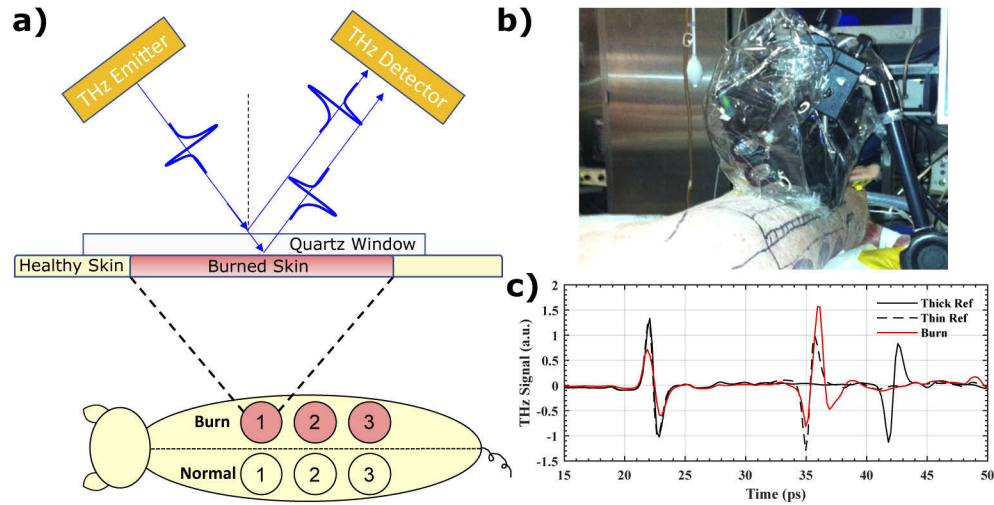 a)
THz Emitter
THz Detector
Quartz Window
Healthy Skin
Burned Skin
Burn
1
2
3
Normal
1
2
3
b)
c)
2
1.5
1
0.5
0
-0.5
-1
-1.5
THz Signal (a.u.)
Thick Ref
Thin Ref
Burn
15
20
25
30
35
40
45
50
Time (ps)